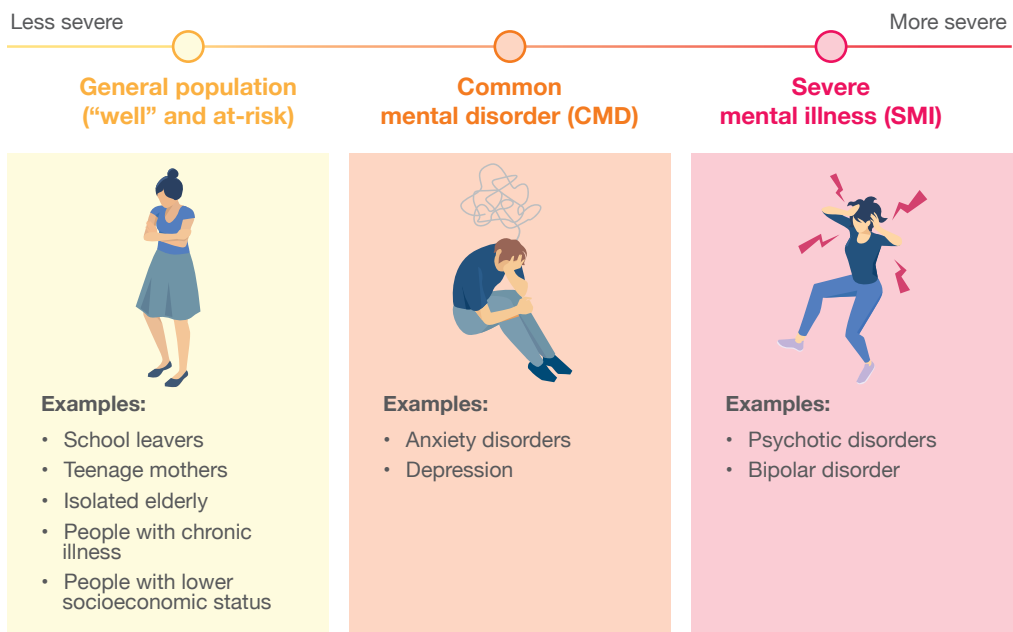 Less severe
More severe
General population
(“well” and at-risk)
Common
mental disorder (CMD)
Severe
mental illness (SMI)
Examples:
• School leavers
• Teenage mothers
• Isolated elderly
• People with chronic
illness
• People with lower
socioeconomic status
Examples:
• Anxiety disorders
• Depression
Examples:
• Psychotic disorders
• Bipolar disorder